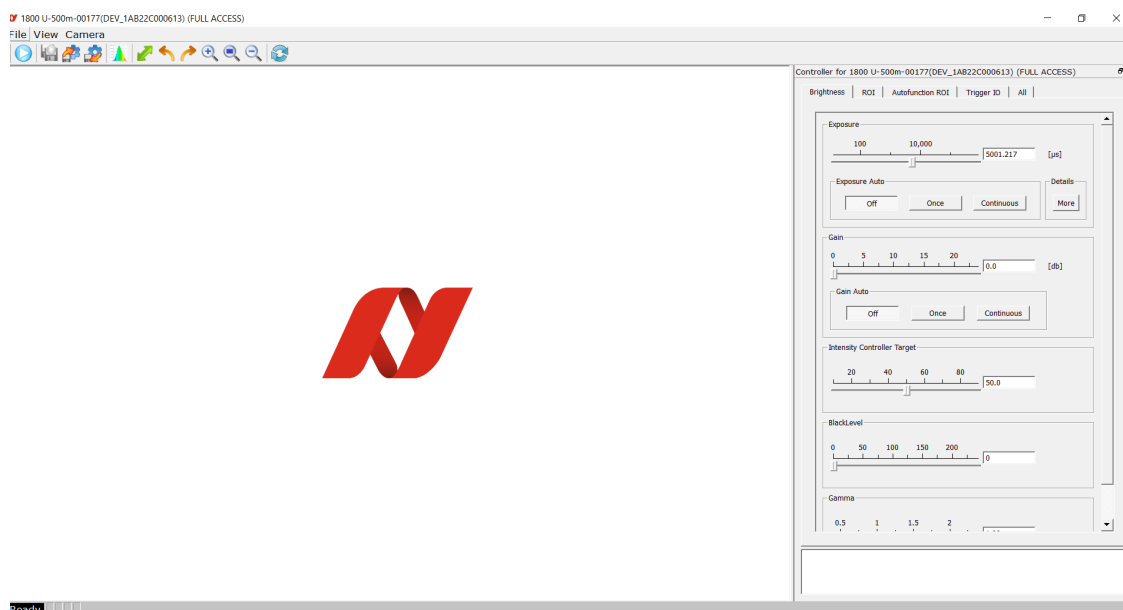 1800 U-500m-00177(DEV_1AB22C000613) (FULL ACCESS)
File View Camera
Controller for 1800 U-500m-00177(DEV_1AB22C000613) (FULL ACCESS)
Brightness ROI Autofunction ROI Trigger IO All
Exposure
100 10,000
5001.217 [µs]
Exposure Auto Details
Off Once Continuous More
Gain
0 5 10 15 20
0.0 [db]
Gain Auto
Off Once Continuous
Intensity Controller Target
20 40 60 80
50.0
BlackLevel
0 50 100 150 200
0
Gamma
0.5 1 1.5 2
Ready